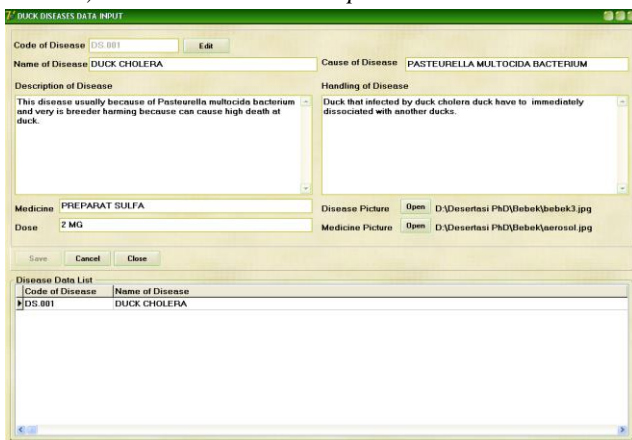 DUCK DISEASES DATA INPUT
Code of Disease DS.001 Edit
Name of Disease DUCK CHOLERA Cause of Disease PASTEURELLA MULTOCIDA BACTERIUM
Description of Disease Handling of Disease
This disease usually because of Pasteurella multocida bacterium
and very is breeder harming because can cause high death at
duck.
Duck that infected by duck cholera duck have to immediately
dissociated with another ducks.
Medicine PREPARAT SULFA Disease Picture Open D:\Desertasi PhD\Bebek\bebek3.jpg
Dose 2 MG Medicine Picture Open D:\Desertasi PhD\Bebek\aerosol.jpg
Save Cancel Close
Disease Data List
Code of Disease Name of Disease
DS.001 DUCK CHOLERA